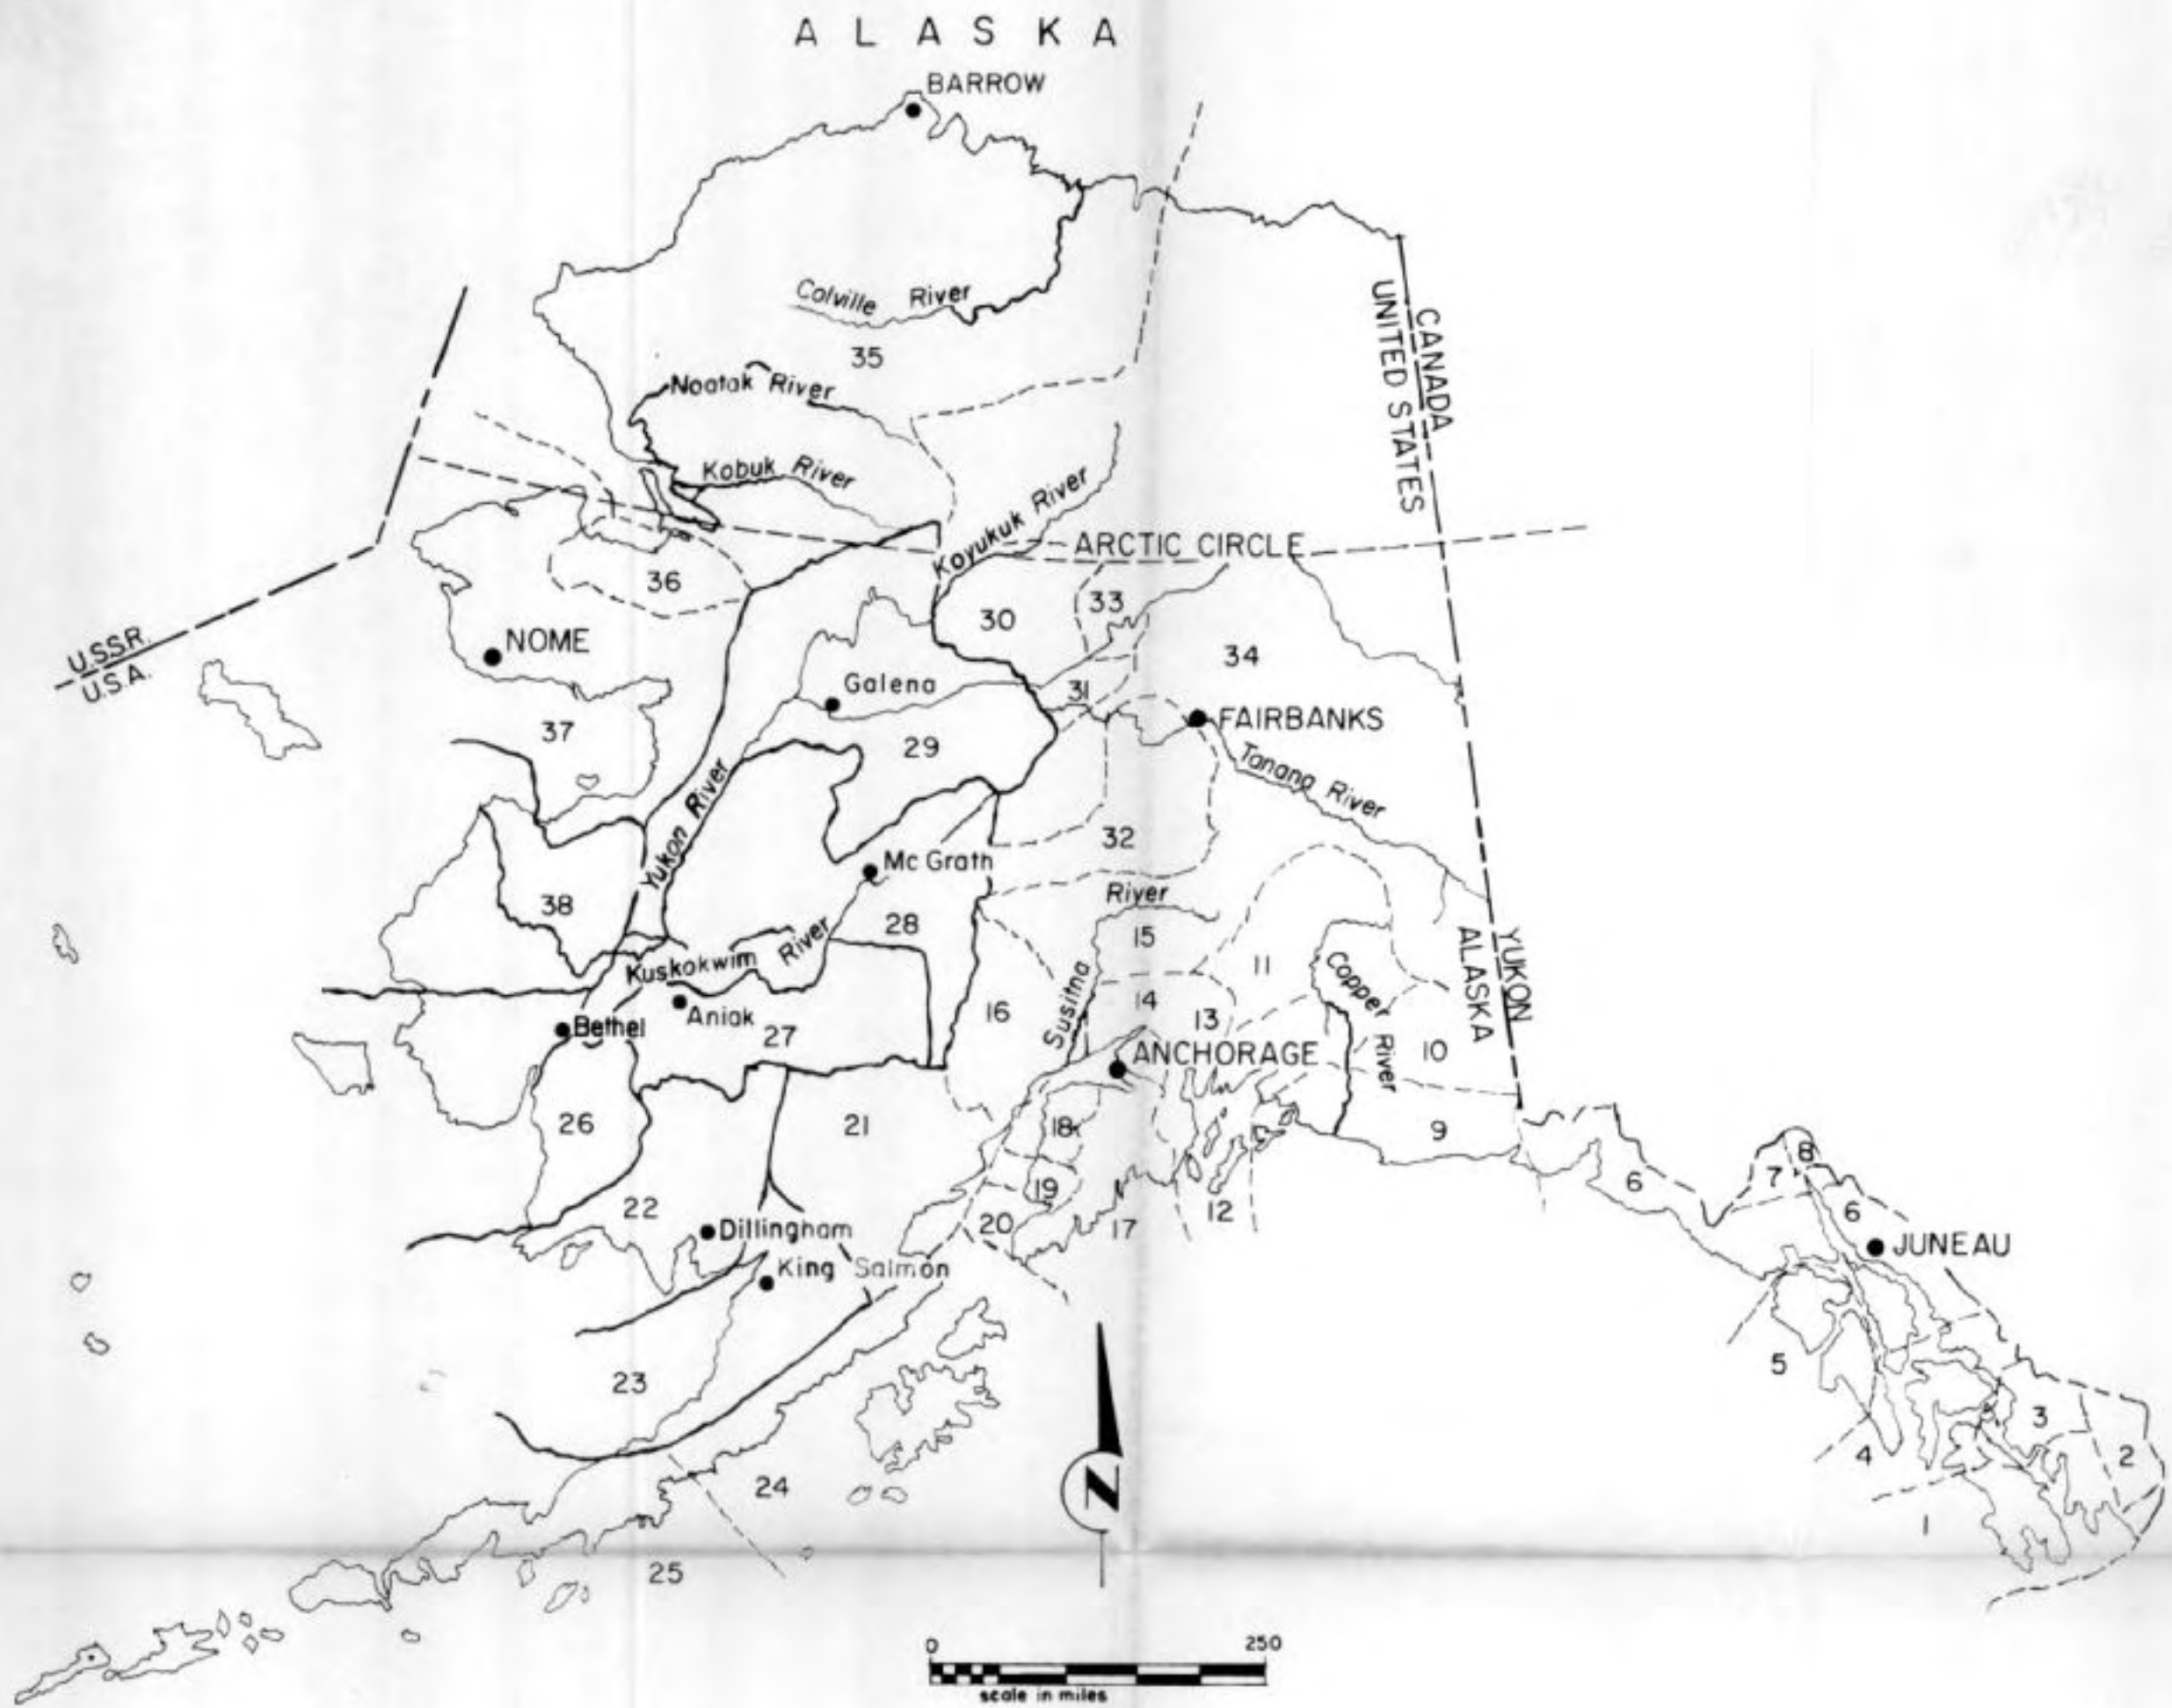 ALASKA
BARROW
Colville River
35
Noatak River
Kobuk River
Koyukuk River
ARCTIC CIRCLE
CANADA
UNITED STATES
36
30
33
34
U.S.S.R.
U.S.A.
NOME
Galena
31
FAIRBANKS
37
29
Tanana River
Yukon River
32
Mc Grath
38
28
River
15
11
Kuskokwim River
Susitna
Copper River
YUKON
ALASKA
Aniak
Bethel
27
16
14
13
10
ANCHORAGE
26
21
18
9
8
7
6
6
22
19
20
17
12
Dillingham
King Salmon
JUNEAU
23
5
3
4
2
24
1
25
N
0 250
scale in miles